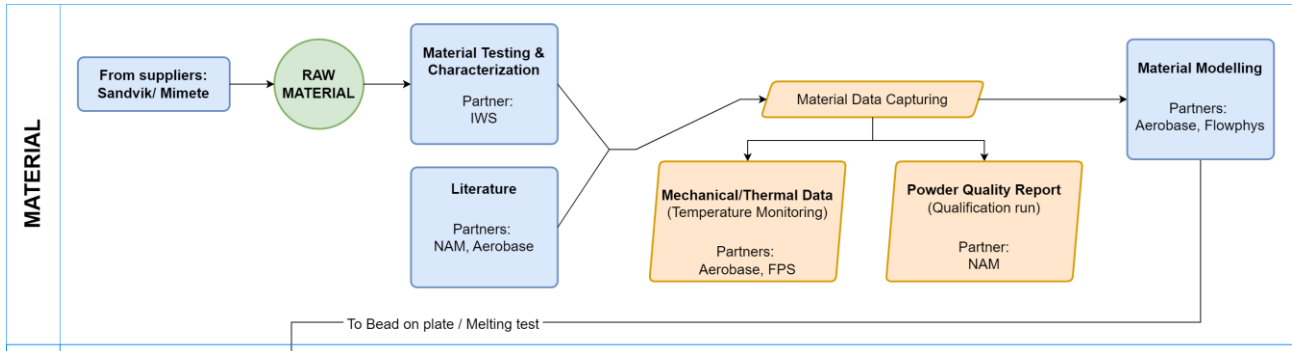 MATERIAL
From suppliers:
Sandvik/ Mimete
RAW
MATERIAL
Material Testing &
Characterization
Partner:
IWS
Literature
Partners:
NAM, Aerobase
Material Data Capturing
Mechanical/Thermal Data
(Temperature Monitoring)
Partners:
Aerobase, FPS
Powder Quality Report
(Qualification run)
Partner:
NAM
Material Modelling
Partners:
Aerobase, Flowphys
To Bead on plate / Melting test